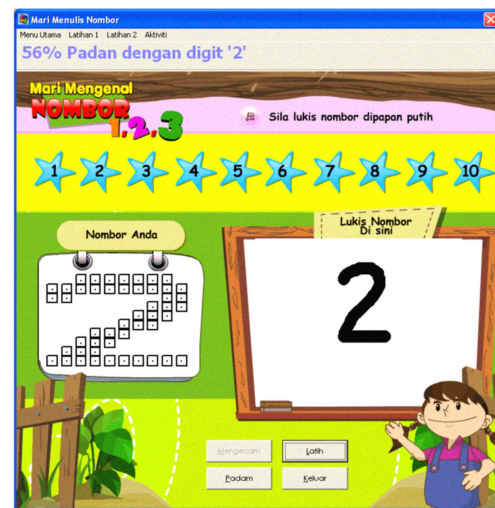 Mari Menulis Nombor
Menu Utama Latihan 1 Latihan 2 Aktiviti
56% Padan dengan digit '2'
Mari Mengenal
NOMBOR
1,2,3
Sila lukis nombor dipapan putih
1 2 3 4 5 6 7 8 9 10
Nombor Anda
Lukis Nombor
Di sini
2
Mengecam
Latih
Padam
Keluar